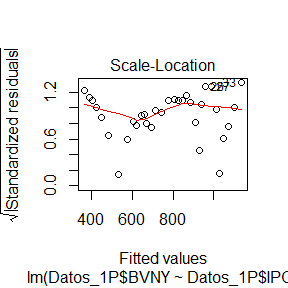 Scale-Location
√|Standardized residuals|
0.0 0.6 1.2
400 600 800
Fitted values
lm(Datos_1P$BVNY ~ Datos_1P$IPC